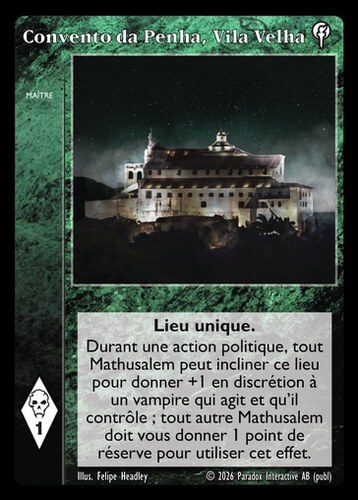 Convento da Penha, Vila Velha
MAÎTRE
Lieu unique.
Durant une action politique, tout
Mathusalem peut incliner ce lieu
pour donner +1 en discrétion à
un vampire qui agit et qu'il
contrôle ; tout autre Mathusalem
doit vous donner 1 point de
réserve pour utiliser cet effet.
1
Illus. Felipe Headley
© 2026 Paradox Interactive AB (publ)